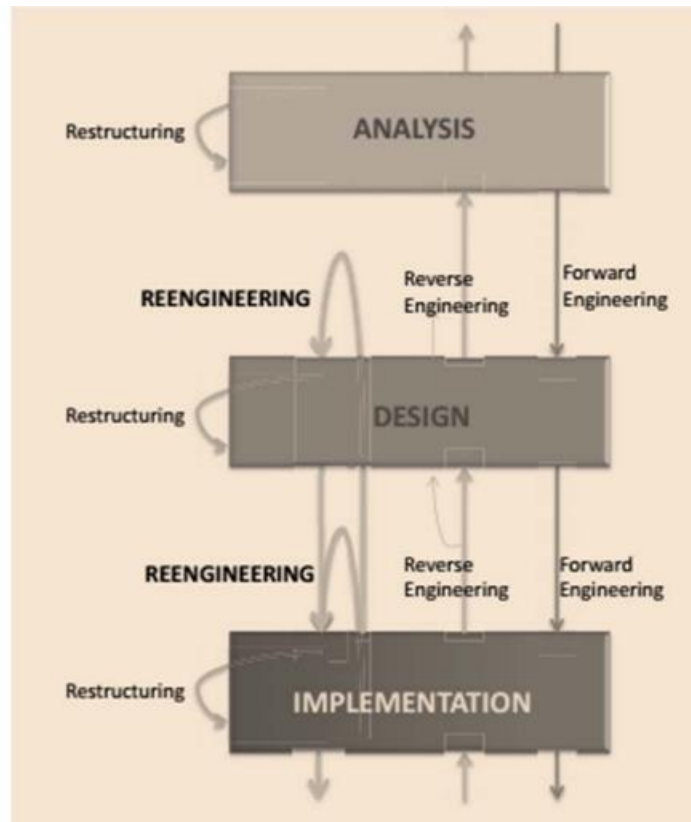 ANALYSIS
Restructuring
REENGINEERING
Reverse
Engineering
Forward
Engineering
DESIGN
Restructuring
REENGINEERING
Reverse
Engineering
Forward
Engineering
Restructuring
IMPLEMENTATION